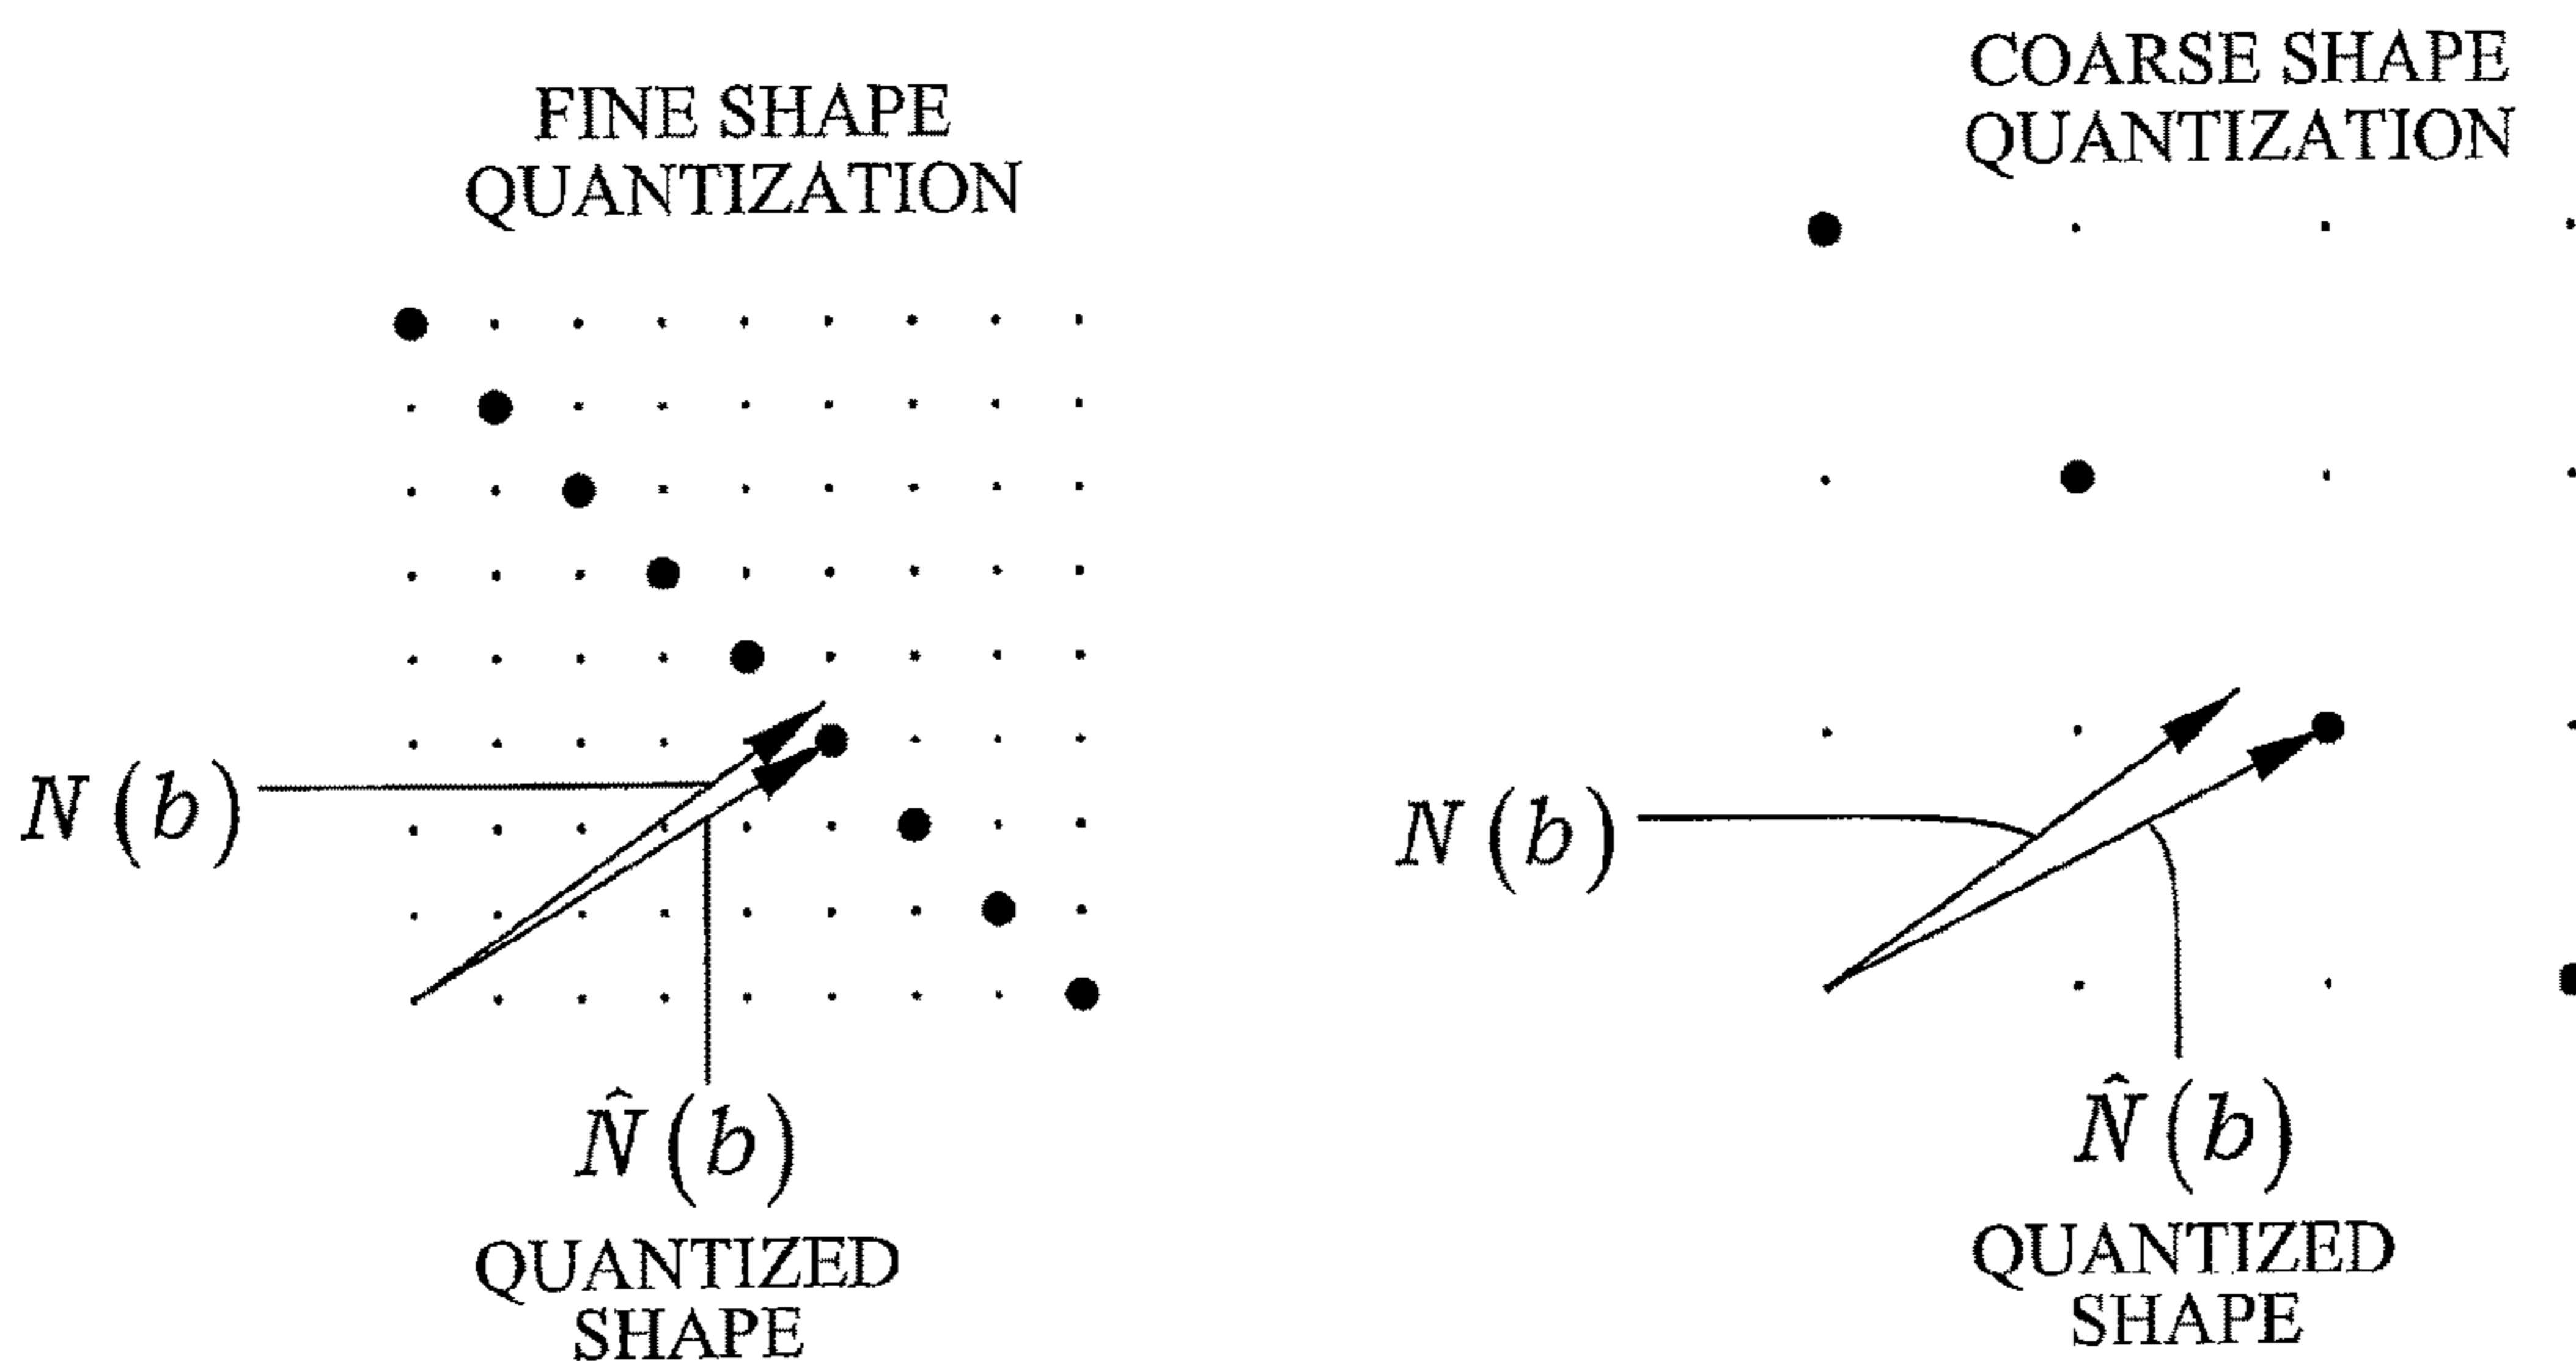 FINE SHAPE
QUANTIZATION
N(b)
N̂(b)
QUANTIZED
SHAPE
COARSE SHAPE
QUANTIZATION
N(b)
N̂(b)
QUANTIZED
SHAPE